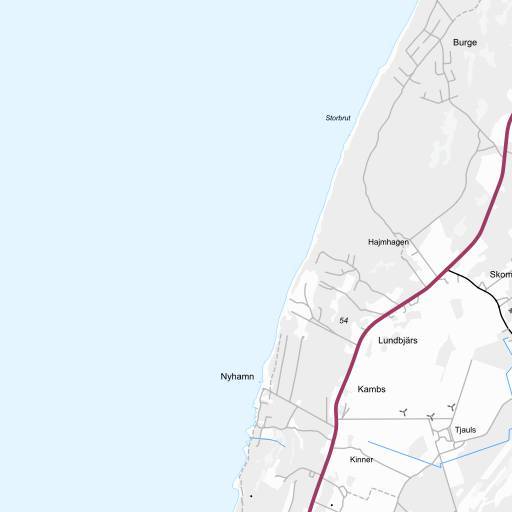 Burge
Storbrut
Hajmhagen
Skom
54
Lundbjärs
Nyhamn
Kambs
Tjauls
Kinner